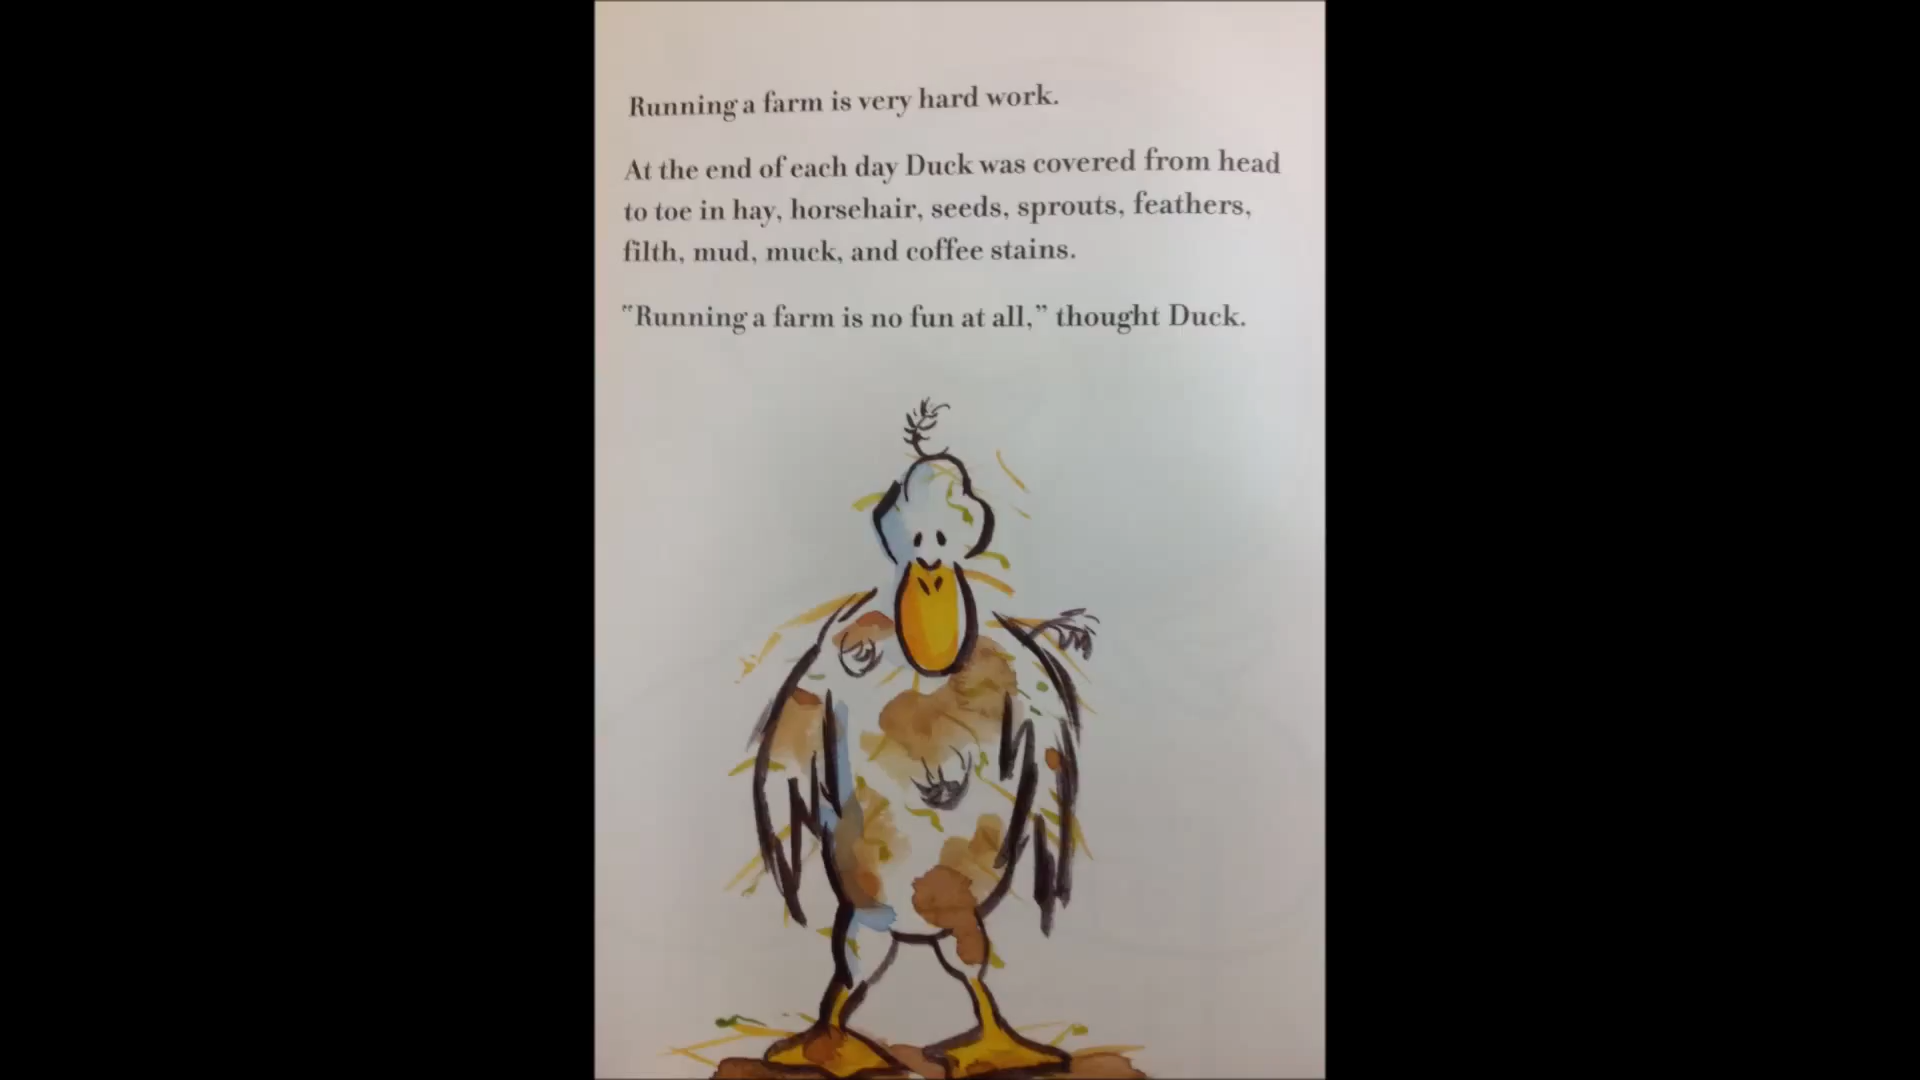 Running a farm is very hard work.
At the end of each day Duck was covered from head
to toe in hay, horsehair, seeds, sprouts, feathers,
filth, mud, muck, and coffee stains.
"Running a farm is no fun at all,” thought Duck.